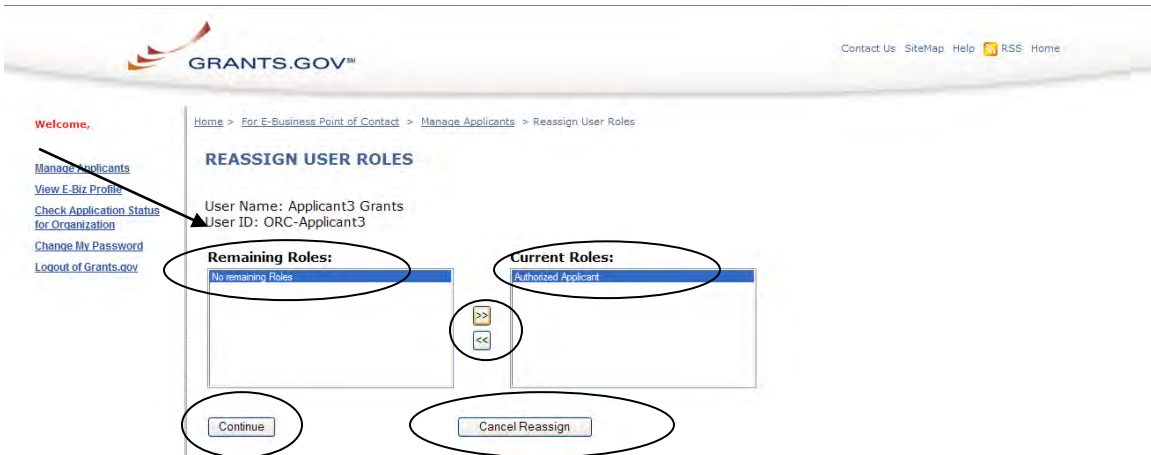 GRANTS.GOV℠
Contact Us SiteMap Help RSS Home
Welcome,
Manage Applicants
View E-Biz Profile
Check Application Status
for Organization
Change My Password
Logout of Grants.gov
Home > For E-Business Point of Contact > Manage Applicants > Reassign User Roles
REASSIGN USER ROLES
User Name: Applicant3 Grants
User ID: ORC-Applicant3
Remaining Roles:
No remaining Roles
>>
<<
Current Roles:
Authorized Applicant
Continue
Cancel Reassign